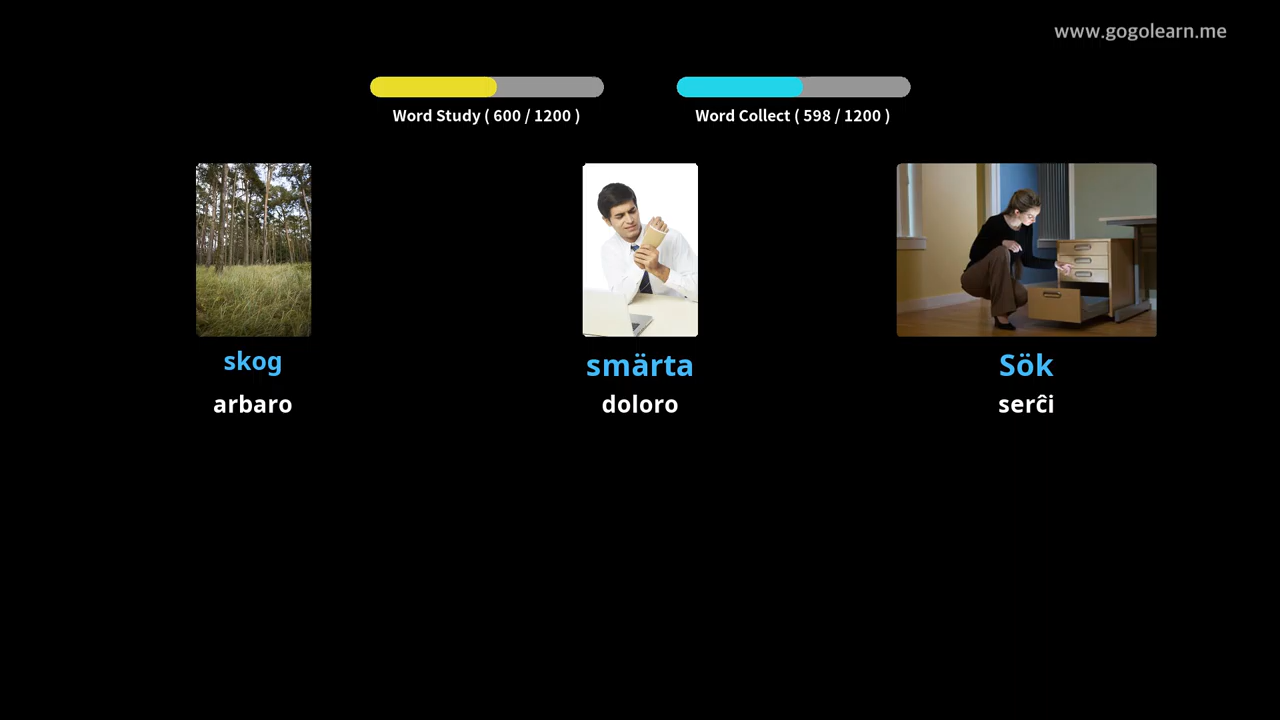 www.gogolearn.me
Word Study ( 600 / 1200 )
Word Collect ( 598 / 1200 )
skog
arbaro
smärta
doloro
Sök
serĉi